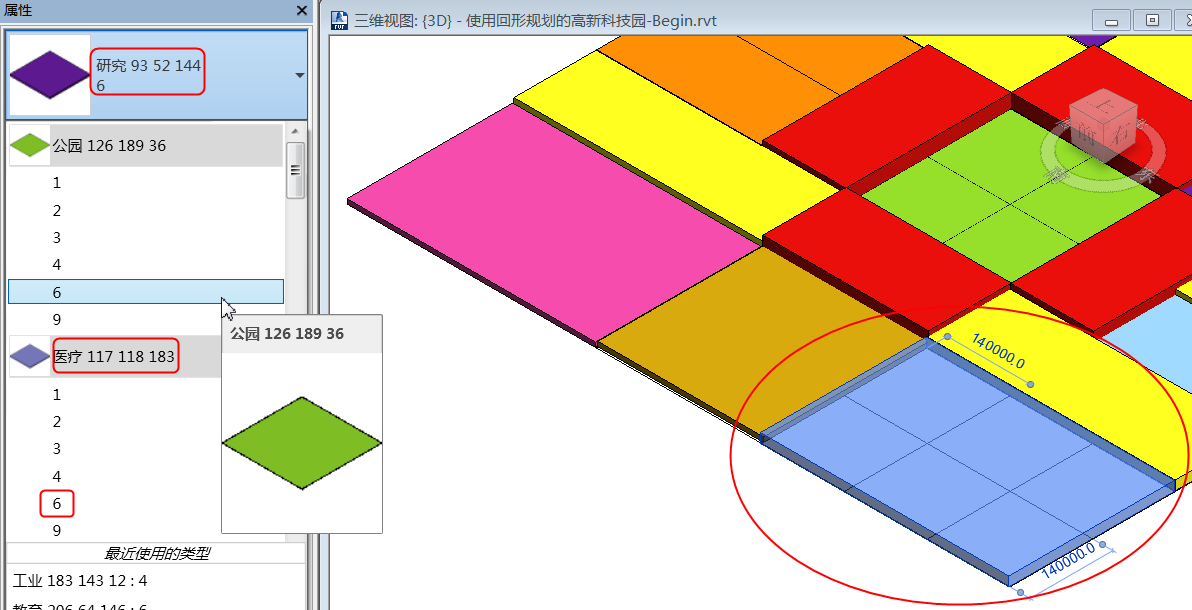 属性
三维视图: {3D} - 使用回形规划的高新科技园-Begin.rvt
研究 93 52 144
6
公园 126 189 36
1
2
3
4
6
9
公园 126 189 36
医疗 117 118 183
1
2
3
4
6
9
最近使用的类型
工业 183 143 12 : 4
教育 206 64 146 : 6
上
前
右
140000.0
140000.0